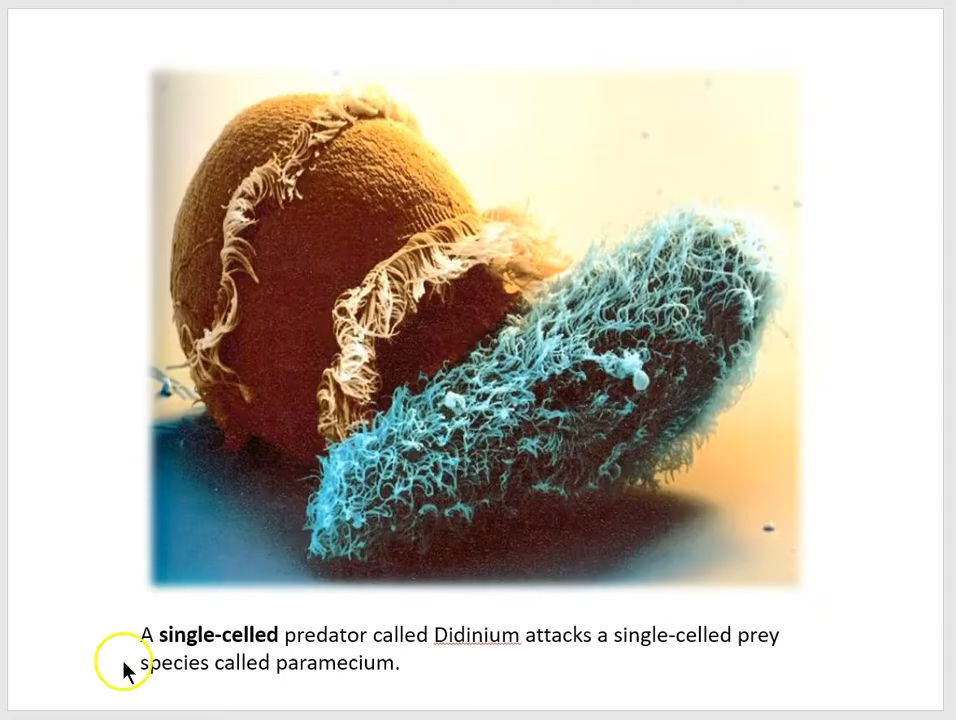 A single-celled predator called Didinium attacks a single-celled prey
species called paramecium.